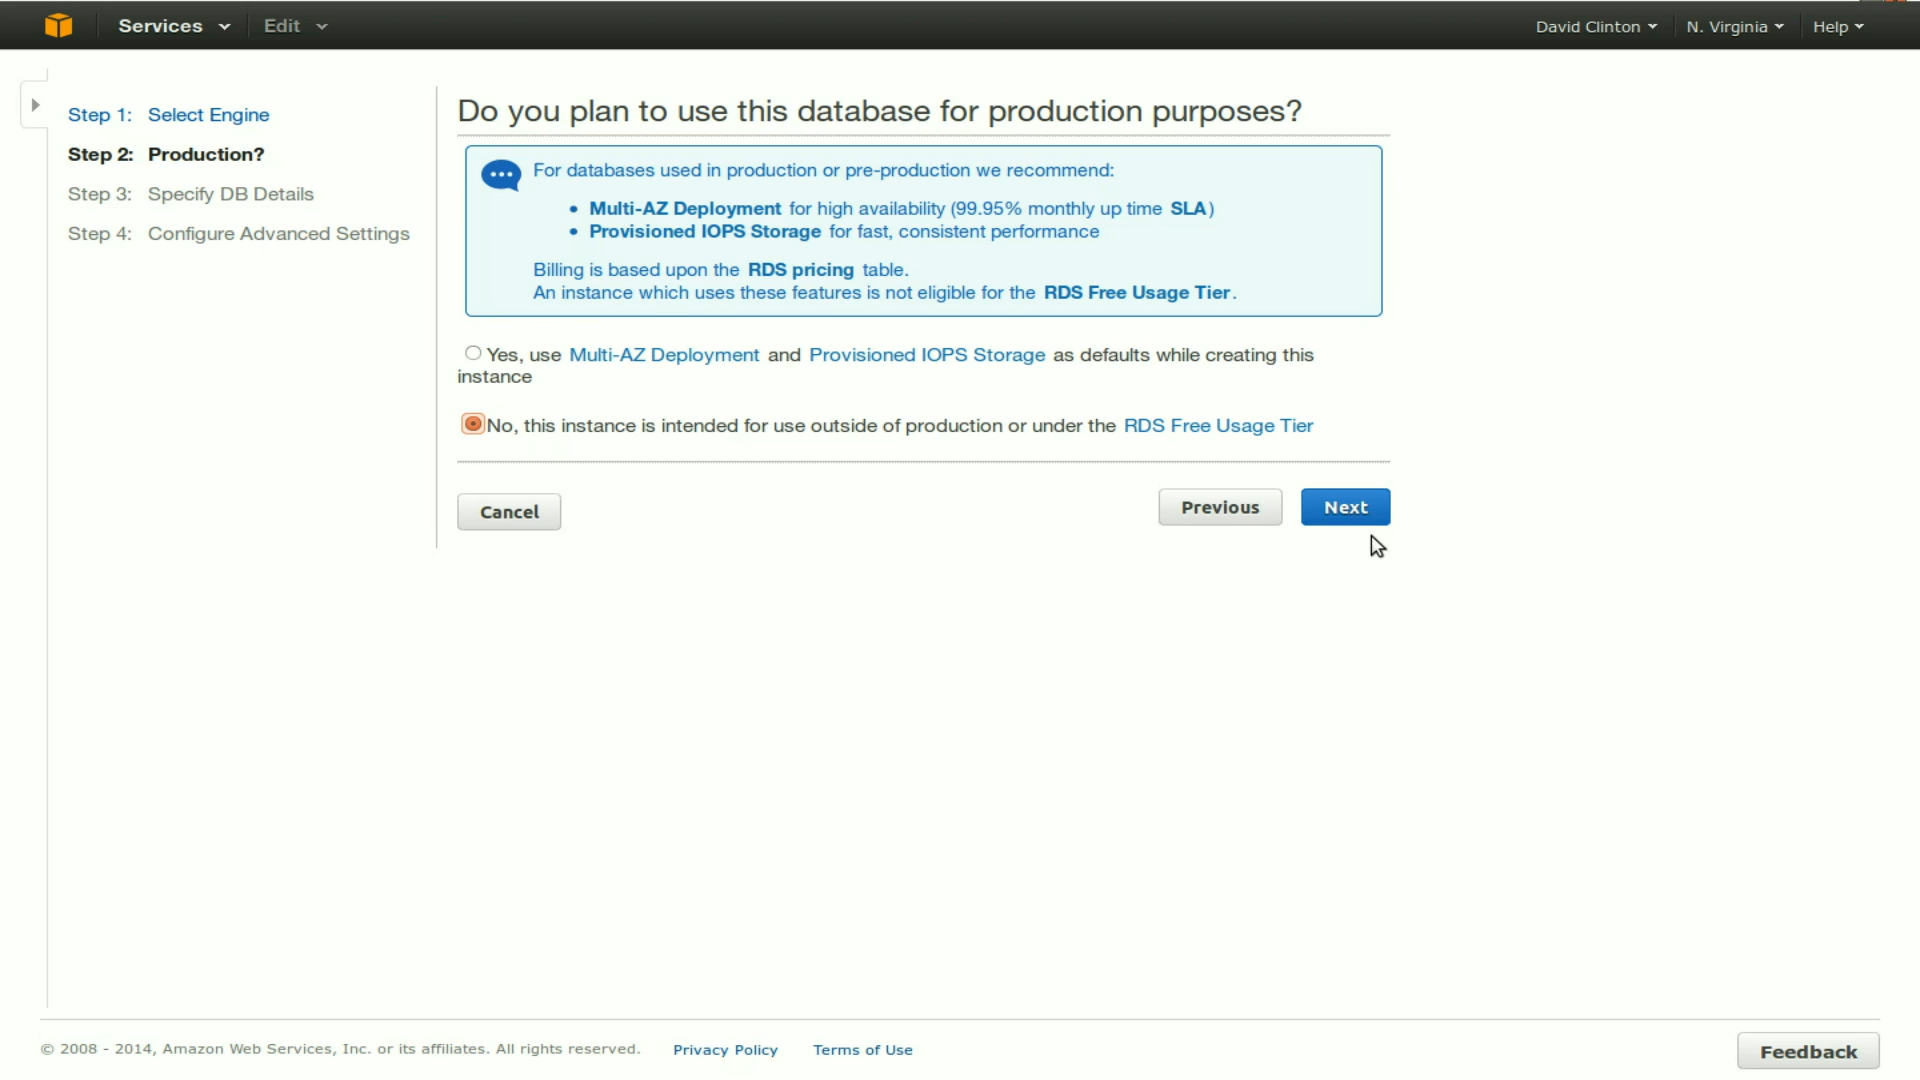 Services Edit David Clinton N. Virginia Help
Step 1: Select Engine
Step 2: Production?
Step 3: Specify DB Details
Step 4: Configure Advanced Settings
Do you plan to use this database for production purposes?
For databases used in production or pre-production we recommend:
• Multi-AZ Deployment for high availability (99.95% monthly up time SLA)
• Provisioned IOPS Storage for fast, consistent performance
Billing is based upon the RDS pricing table.
An instance which uses these features is not eligible for the RDS Free Usage Tier.
Yes, use Multi-AZ Deployment and Provisioned IOPS Storage as defaults while creating this
instance
No, this instance is intended for use outside of production or under the RDS Free Usage Tier
Cancel Previous Next
© 2008 - 2014, Amazon Web Services, Inc. or its affiliates. All rights reserved. Privacy Policy Terms of Use Feedback